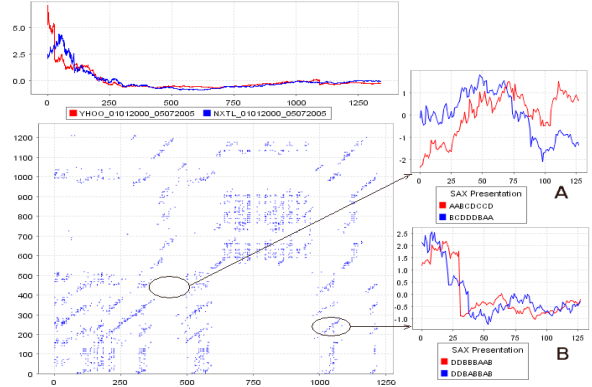 5.0
2.5
0.0
0 250 500 750 1000 1250
YHOO_01012000_05072005 NXTL_01012000_05072005
1200
1100
1000
900
800
700
600
500
400
300
200
100
0
0 250 500 750 1000 1250
1
0
-1
-2
0 25 50 75 100 125
SAX Presentation
AABCDCCD
BCDDDBAA
A
2.5
2.0
1.5
1.0
0.5
0.0
-0.5
-1.0
0 25 50 75 100 125
SAX Presentation
DDBBBAAB
DDBABBAB
B